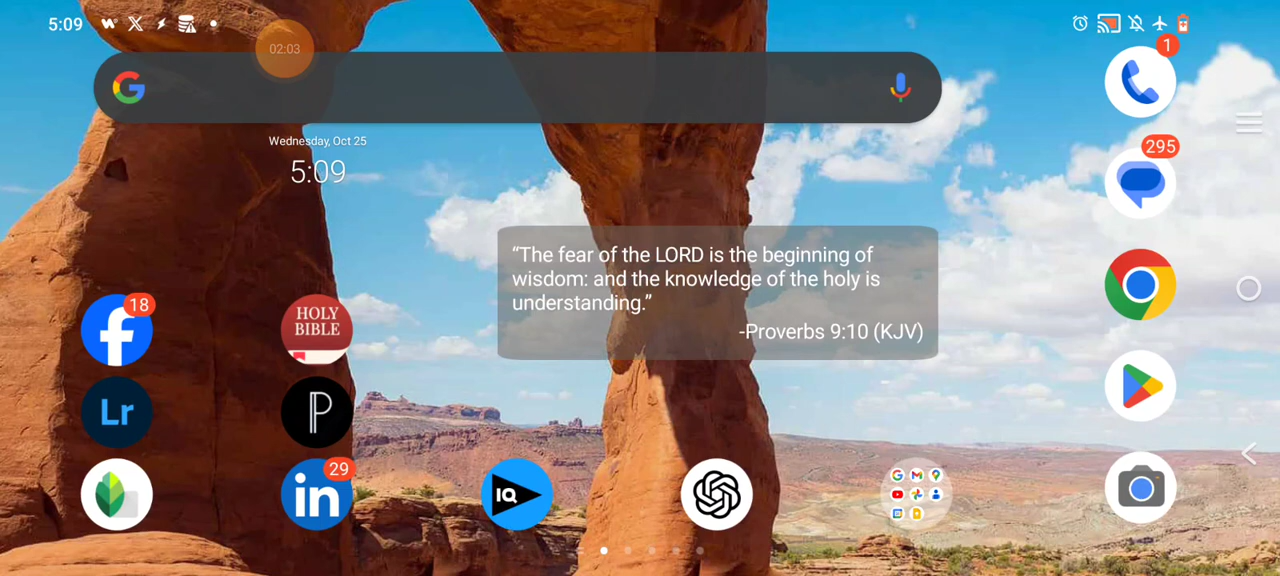 5:09
02:03
1
Wednesday, Oct 25
5:09
295
“The fear of the LORD is the beginning of
wisdom: and the knowledge of the holy is
understanding.”
-Proverbs 9:10 (KJV)
18
HOLY
BIBLE
Lr
P
29
in
IQ